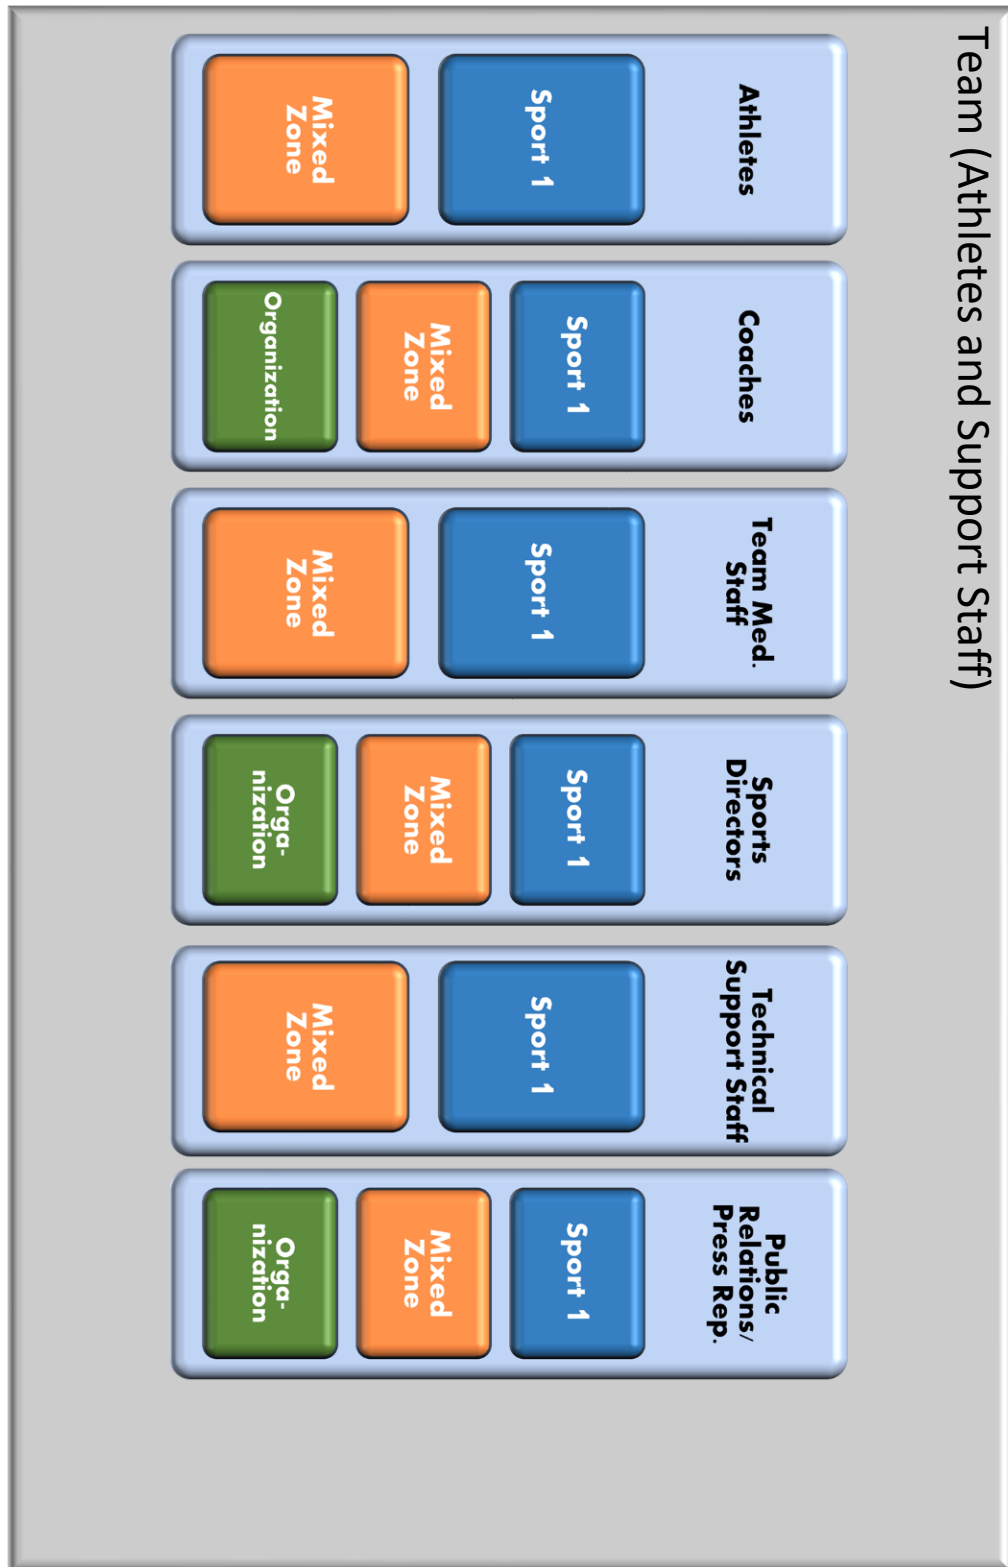 Team (Athletes and Support Staff)
Athletes
Sport 1
Mixed
Zone
Coaches
Sport 1
Mixed
Zone
Organization
Team Med.
Staff
Sport 1
Mixed
Zone
Sports
Directors
Sport 1
Mixed
Zone
Orga-
nization
Technical
Support Staff
Sport 1
Mixed
Zone
Public
Relations/
Press Rep.
Sport 1
Mixed
Zone
Orga-
nization